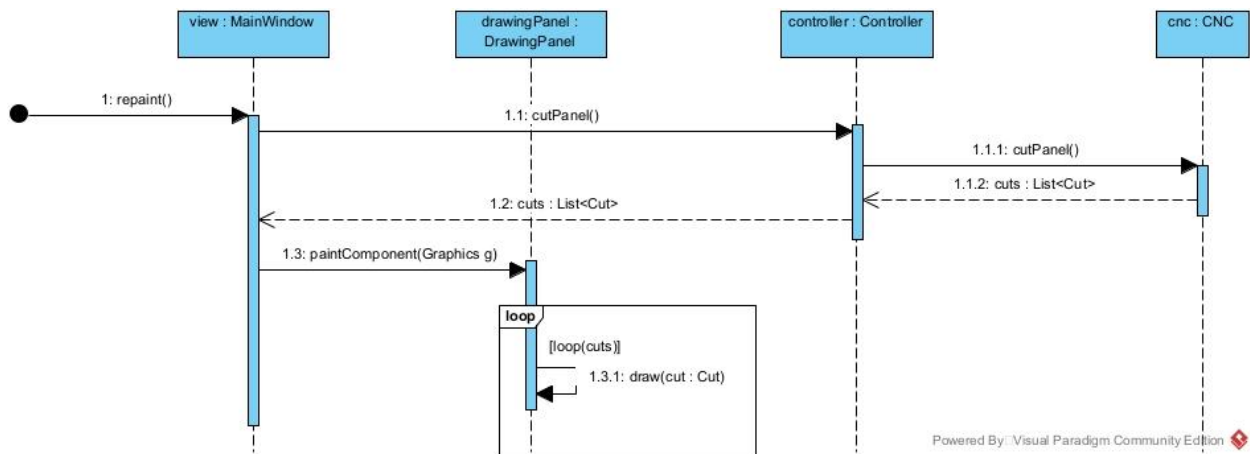 view : MainWindow
drawingPanel :
DrawingPanel
controller : Controller
cnc : CNC
1: repaint()
1.1: cutPanel()
1.1.1: cutPanel()
1.1.2: cuts : List<Cut>
1.2: cuts : List<Cut>
1.3: paintComponent(Graphics g)
loop
[loop(cuts)]
1.3.1: draw(cut : Cut)
Powered By Visual Paradigm Community Edition